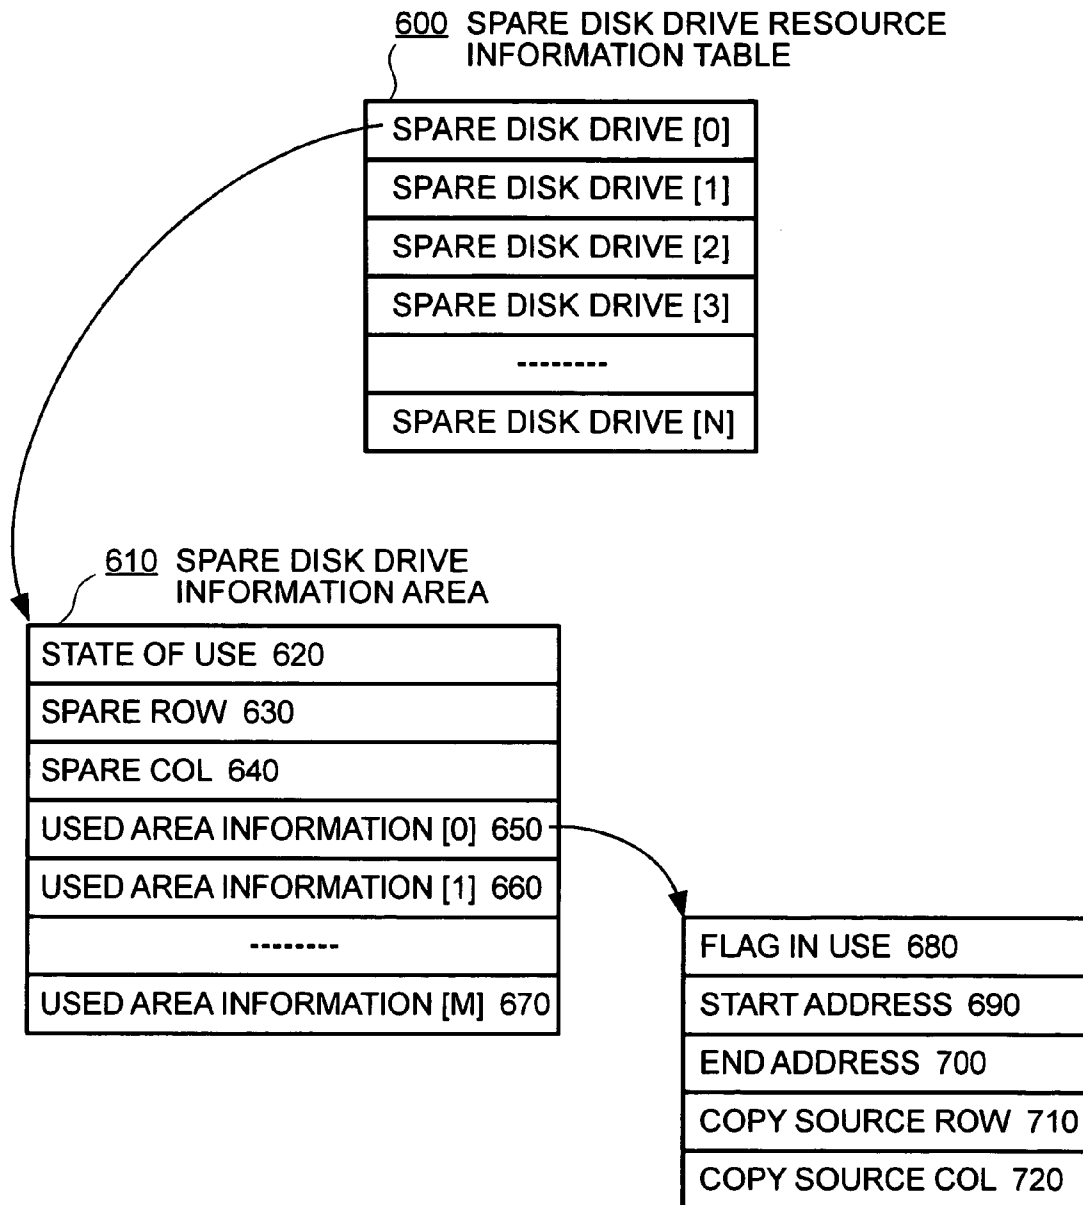 600 SPARE DISK DRIVE RESOURCE
INFORMATION TABLE
SPARE DISK DRIVE [0]
SPARE DISK DRIVE [1]
SPARE DISK DRIVE [2]
SPARE DISK DRIVE [3]
--------
SPARE DISK DRIVE [N]
610 SPARE DISK DRIVE
INFORMATION AREA
STATE OF USE 620
SPARE ROW 630
SPARE COL 640
USED AREA INFORMATION [0] 650
USED AREA INFORMATION [1] 660
--------
USED AREA INFORMATION [M] 670
FLAG IN USE 680
START ADDRESS 690
END ADDRESS 700
COPY SOURCE ROW 710
COPY SOURCE COL 720